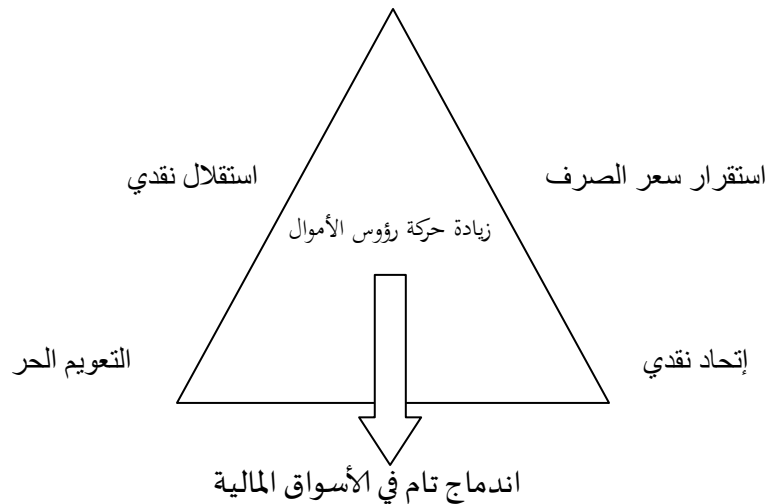 استقرار سعر الصرف
استقلال نقدي
زيادة حركة رؤوس الأموال
إتحاد نقدي
التعويم الحر
اندماج تام في الأسواق المالية